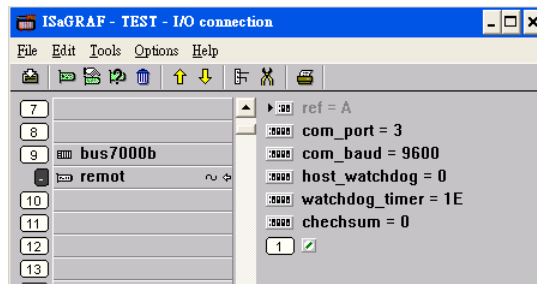 ISaGRAF - TEST - I/O connection
File Edit Tools Options Help
7
8
9 bus7000b
remot
10
11
12
13
ref = A
com_port = 3
com_baud = 9600
host_watchdog = 0
watchdog_timer = 1E
chechsum = 0
1